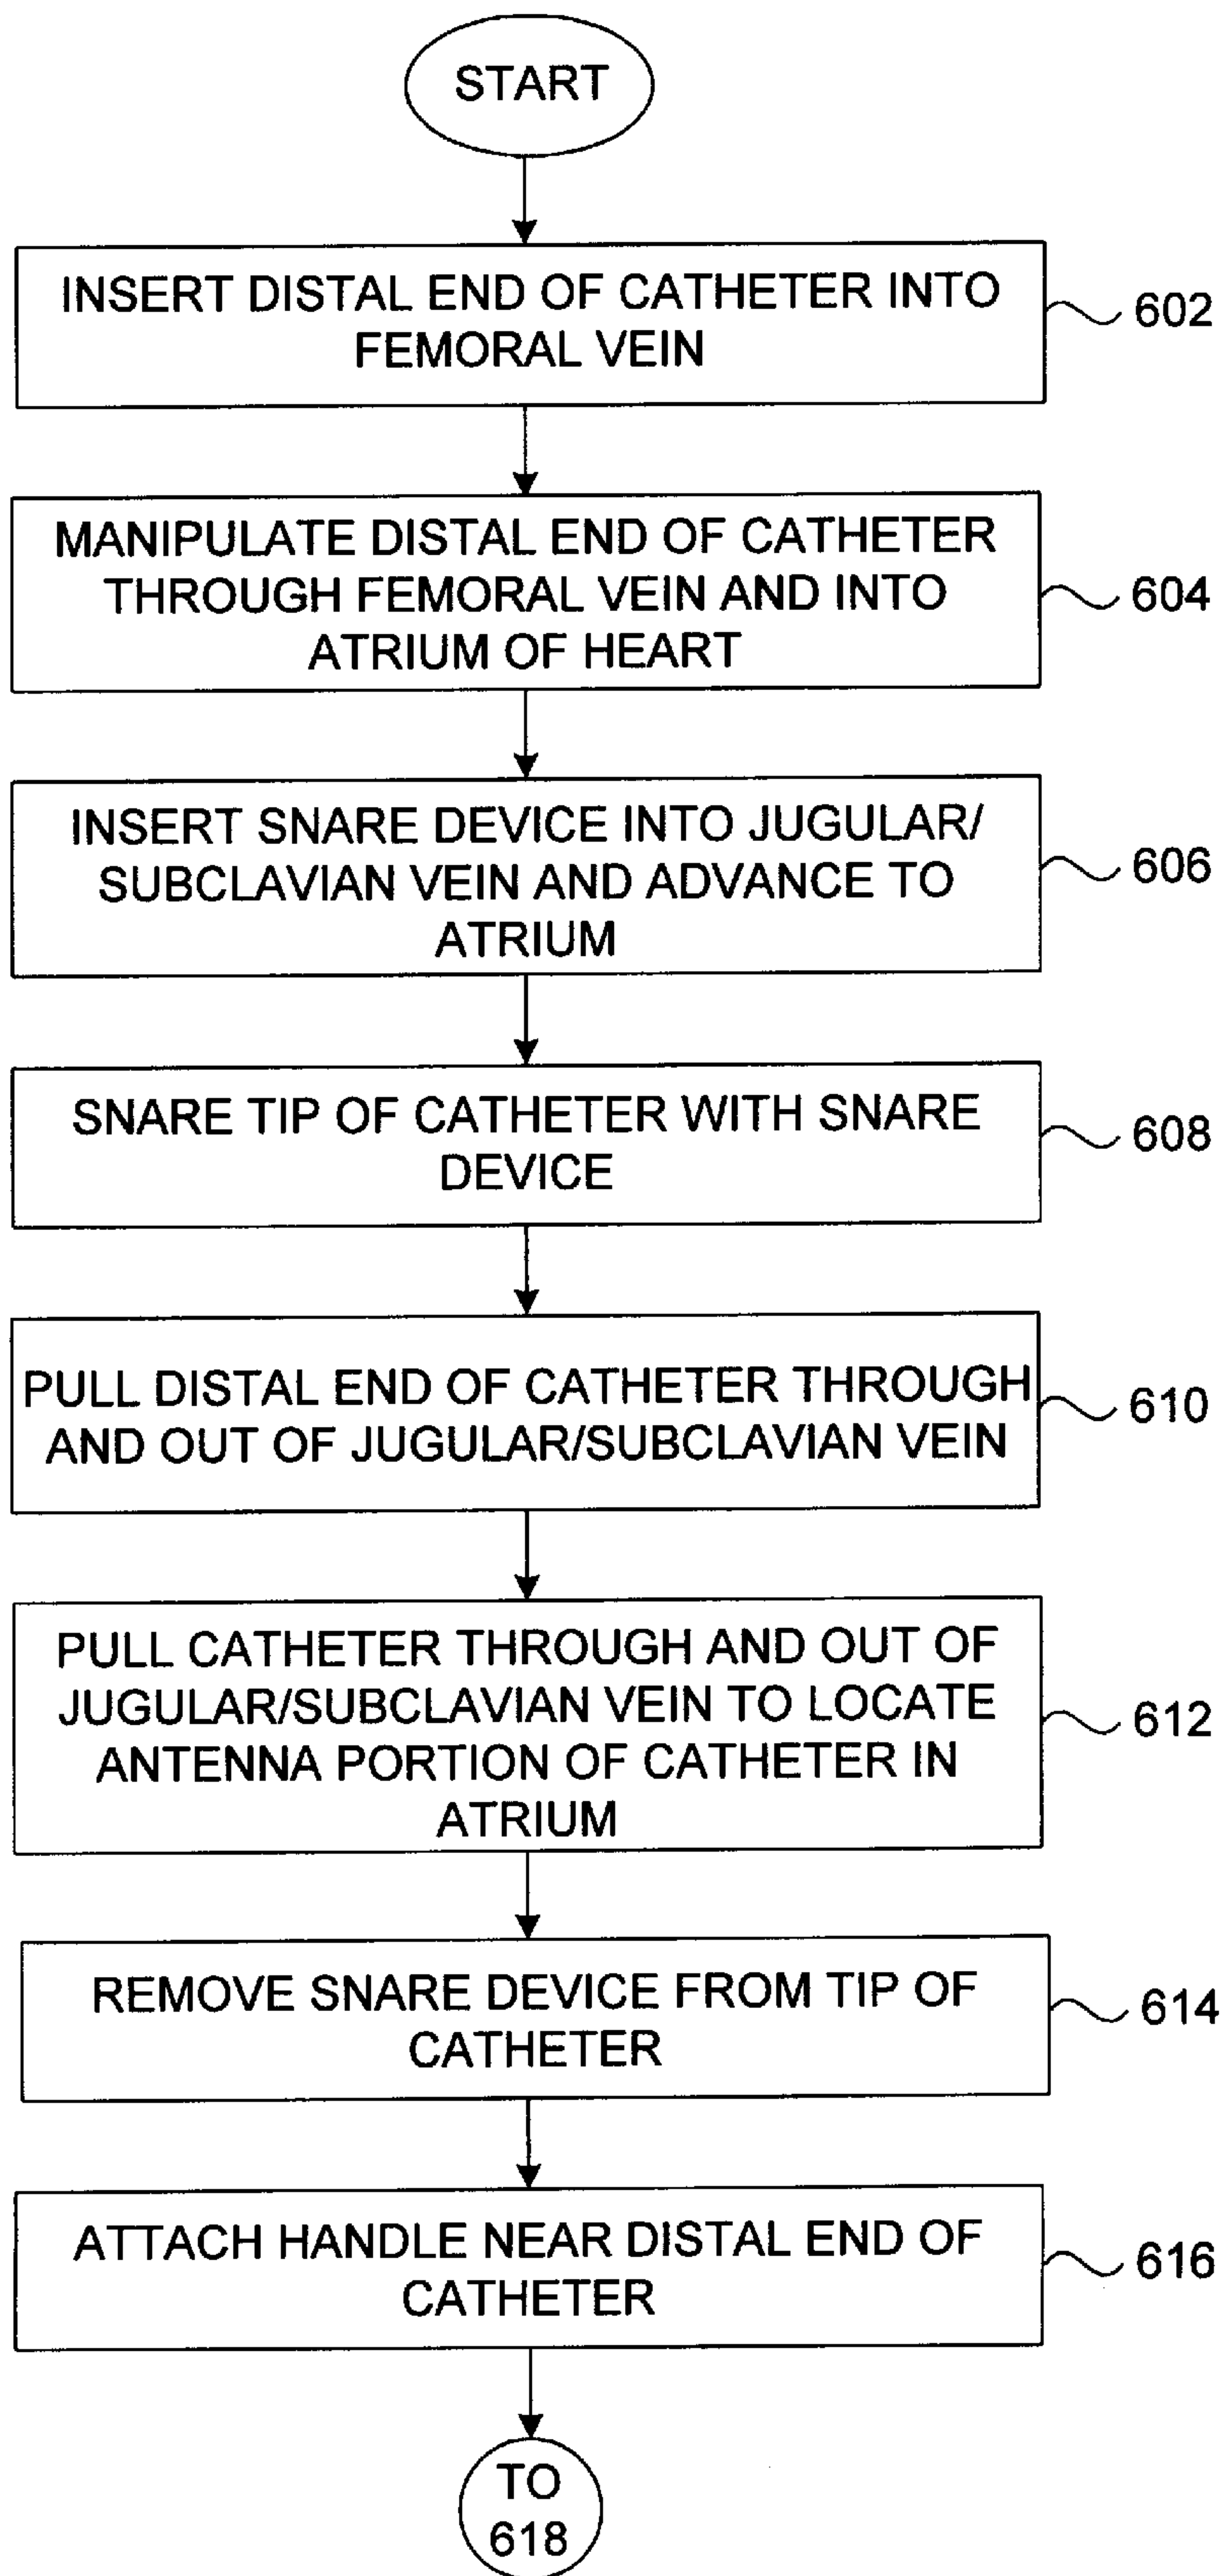 START
INSERT DISTAL END OF CATHETER INTO
FEMORAL VEIN
602
MANIPULATE DISTAL END OF CATHETER
THROUGH FEMORAL VEIN AND INTO
ATRIUM OF HEART
604
INSERT SNARE DEVICE INTO JUGULAR/
SUBCLAVIAN VEIN AND ADVANCE TO
ATRIUM
606
SNARE TIP OF CATHETER WITH SNARE
DEVICE
608
PULL DISTAL END OF CATHETER THROUGH
AND OUT OF JUGULAR/SUBCLAVIAN VEIN
610
PULL CATHETER THROUGH AND OUT OF
JUGULAR/SUBCLAVIAN VEIN TO LOCATE
ANTENNA PORTION OF CATHETER IN
ATRIUM
612
REMOVE SNARE DEVICE FROM TIP OF
CATHETER
614
ATTACH HANDLE NEAR DISTAL END OF
CATHETER
616
TO
618